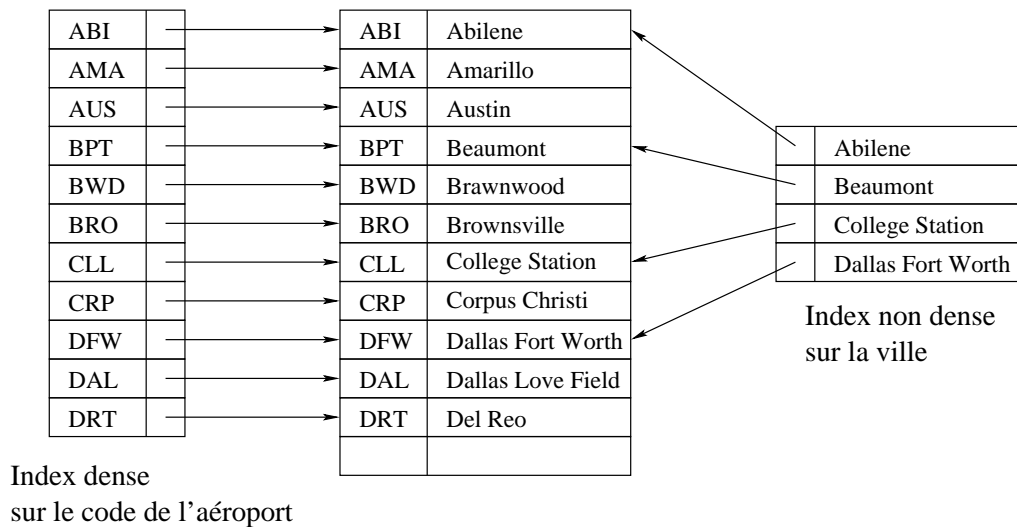 ABI
AMA
AUS
BPT
BWD
BRO
CLL
CRP
DFW
DAL
DRT
Index dense
sur le code de l'aéroport
ABI Abilene
AMA Amarillo
AUS Austin
BPT Beaumont
BWD Brawnwood
BRO Brownsville
CLL College Station
CRP Corpus Christi
DFW Dallas Fort Worth
DAL Dallas Love Field
DRT Del Reo
Abilene
Beaumont
College Station
Dallas Fort Worth
Index non dense
sur la ville